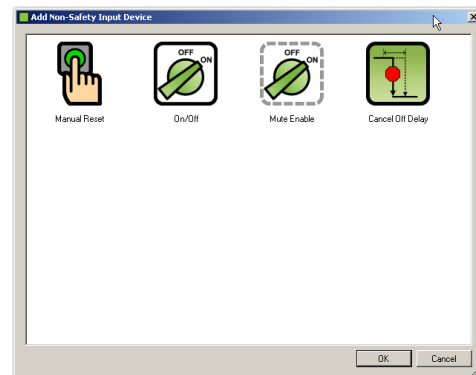 Add Non-Safety Input Device
OFF
ON
OFF
ON
Manual Reset
On/Off
Mute Enable
Cancel Off Delay
OK
Cancel